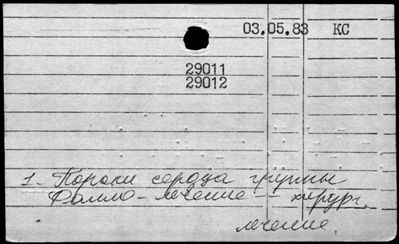 03.05.83 КС
29011
29012
1. Пороки сердца группы
Фалло - лечение - хирург.
лечение.